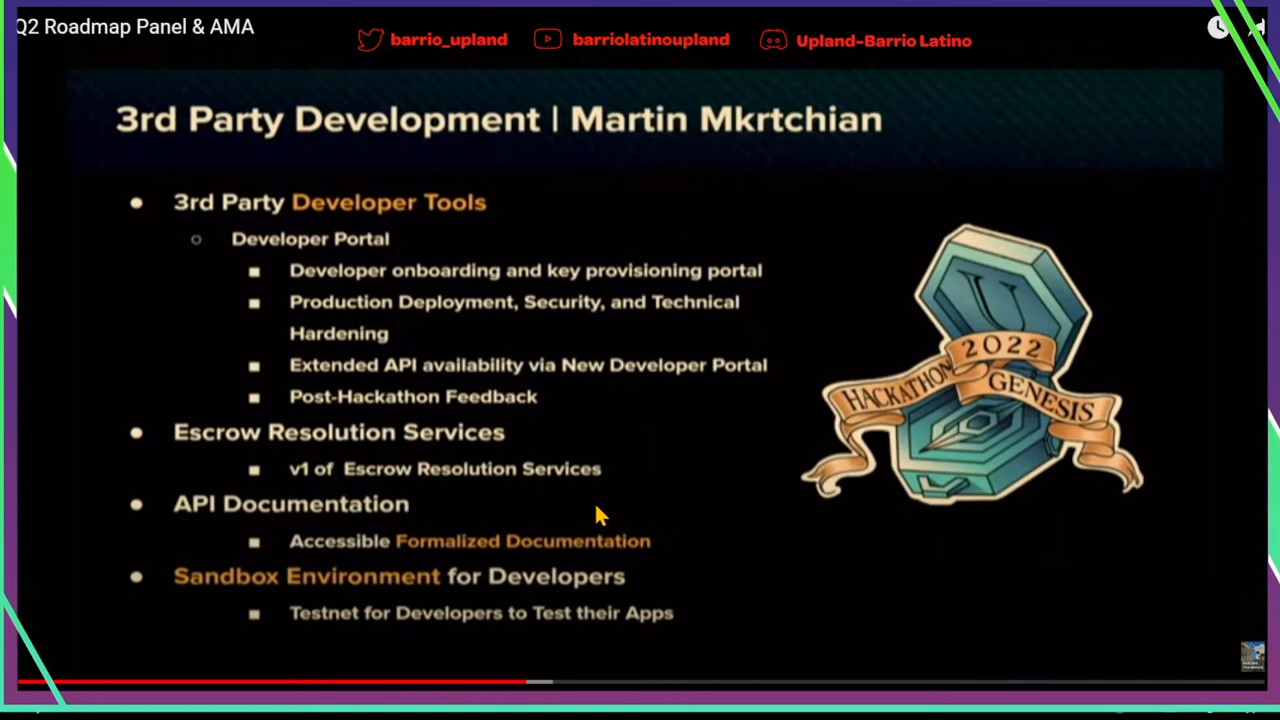 Q2 Roadmap Panel & AMA
barrio_upland
barriolatinoupland
Upland-Barrio Latino
3rd Party Development | Martin Mkrtchian
3rd Party Developer Tools
Developer Portal
Developer onboarding and key provisioning portal
Production Deployment, Security, and Technical
Hardening
Extended API availability via New Developer Portal
Post-Hackathon Feedback
Escrow Resolution Services
v1 of Escrow Resolution Services
API Documentation
Accessible Formalized Documentation
Sandbox Environment for Developers
Testnet for Developers to Test their Apps
U
2022
HACKATHON
GENESIS